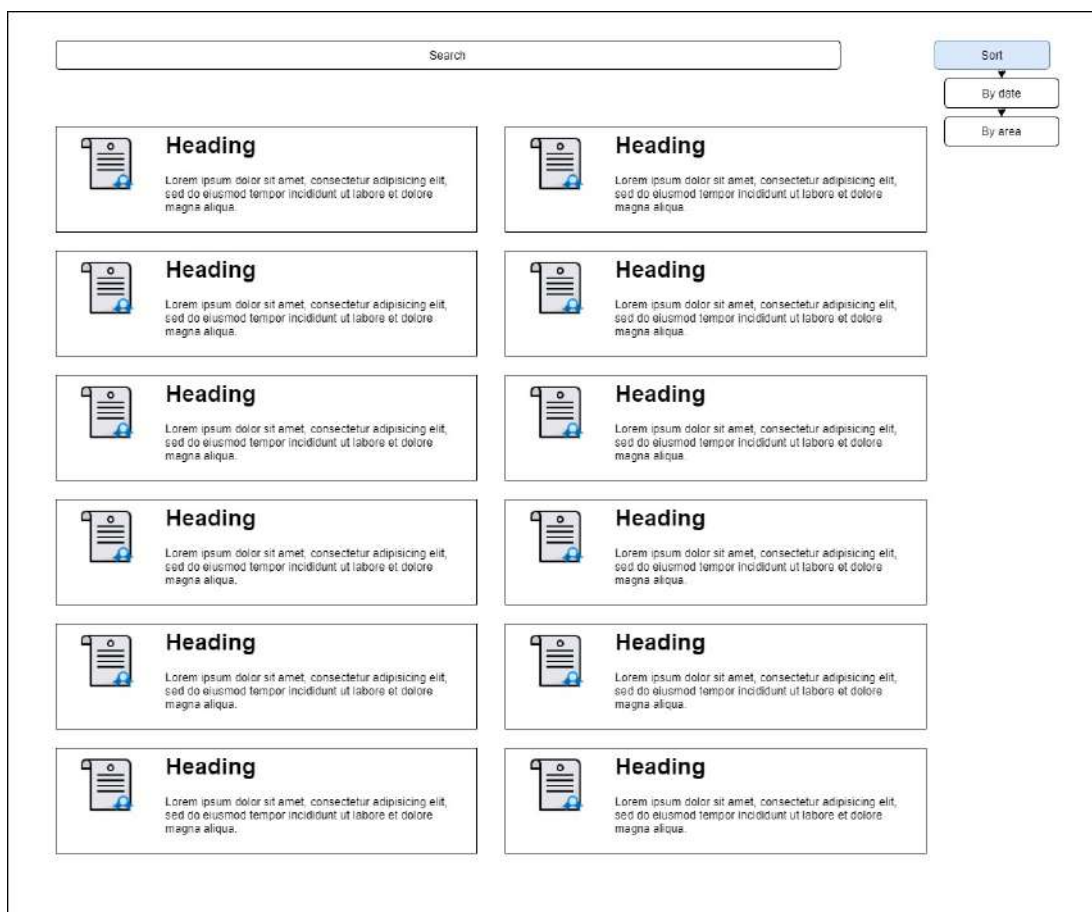 Search
Sort
By date
By area
Heading
Lorem ipsum dolor sit amet, consectetur adipisicing elit,
sed do eiusmod tempor incididunt ut labore et dolore
magna aliqua.
Heading
Lorem ipsum dolor sit amet, consectetur adipisicing elit,
sed do eiusmod tempor incididunt ut labore et dolore
magna aliqua.
Heading
Lorem ipsum dolor sit amet, consectetur adipisicing elit,
sed do eiusmod tempor incididunt ut labore et dolore
magna aliqua.
Heading
Lorem ipsum dolor sit amet, consectetur adipisicing elit,
sed do eiusmod tempor incididunt ut labore et dolore
magna aliqua.
Heading
Lorem ipsum dolor sit amet, consectetur adipisicing elit,
sed do eiusmod tempor incididunt ut labore et dolore
magna aliqua.
Heading
Lorem ipsum dolor sit amet, consectetur adipisicing elit,
sed do eiusmod tempor incididunt ut labore et dolore
magna aliqua.
Heading
Lorem ipsum dolor sit amet, consectetur adipisicing elit,
sed do eiusmod tempor incididunt ut labore et dolore
magna aliqua.
Heading
Lorem ipsum dolor sit amet, consectetur adipisicing elit,
sed do eiusmod tempor incididunt ut labore et dolore
magna aliqua.
Heading
Lorem ipsum dolor sit amet, consectetur adipisicing elit,
sed do eiusmod tempor incididunt ut labore et dolore
magna aliqua.
Heading
Lorem ipsum dolor sit amet, consectetur adipisicing elit,
sed do eiusmod tempor incididunt ut labore et dolore
magna aliqua.
Heading
Lorem ipsum dolor sit amet, consectetur adipisicing elit,
sed do eiusmod tempor incididunt ut labore et dolore
magna aliqua.
Heading
Lorem ipsum dolor sit amet, consectetur adipisicing elit,
sed do eiusmod tempor incididunt ut labore et dolore
magna aliqua.